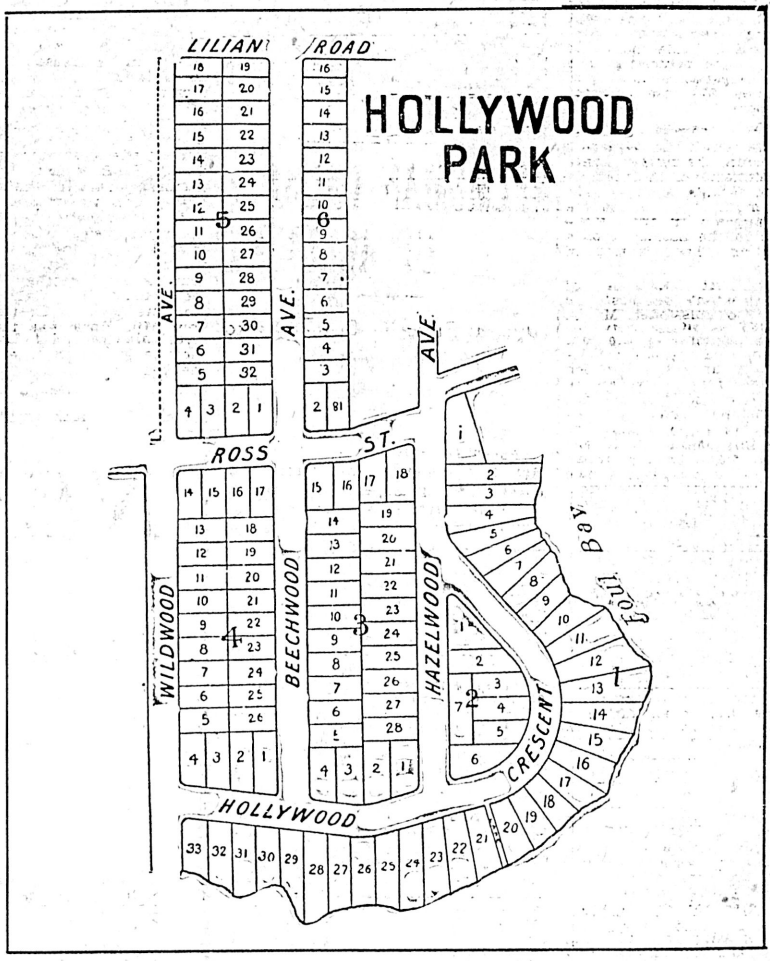 LILIAN ROAD
HOLLYWOOD
PARK
18 19 16
17 20 15
16 21 14
15 22 13
14 23 12
13 24 11
12 25 10
5 6
11 26 9
10 27 8
9 28 7
8 29 6
7 30 5
6 31 4
5 32 3
4 3 2 1 2 81
AVE.
AVE.
AVE.
ROSS ST.
14 15 16 17
13 18
12 19
11 20
10 21
9 22
4
8 23
7 24
6 25
5 26
4 3 2 1
15 16 17 18
14 19
13 20
12 21
11 22
10 23
3
9 24
8 25
7 26
6 27
5 28
4 3 2 1
WILDWOOD
BEECHWOOD
HAZELWOOD
1
2
3
2
7 4
5
6
CRESCENT
HOLLYWOOD
Foul Bay
1
1
2
3
4
5
6
7
8
9
10
11
12
13
14
15
16
17
18
19
20
21
22
23
24
25
26
27
28
29
30
31
32
33